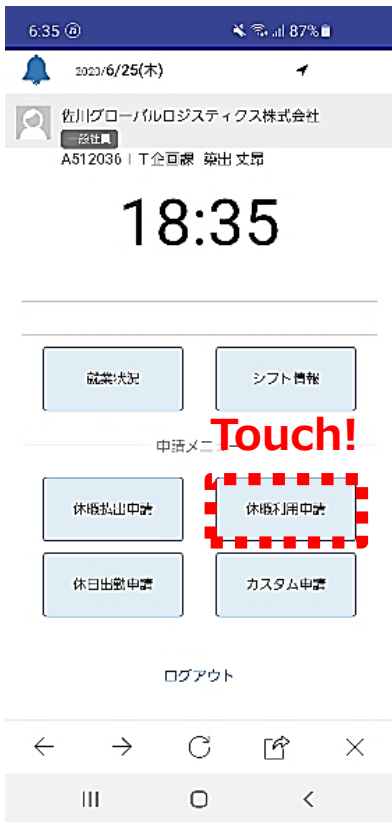 6:35 87%
2020/6/25(木)
佐川グローバルロジスティクス株式会社
一般社員
A512036 | IT企画課 築出 丈昂
18:35
就業状況 シフト情報
Touch!
申請メニュー
休暇払出申請 休暇利用申請
休日出勤申請 カスタム申請
ログアウト